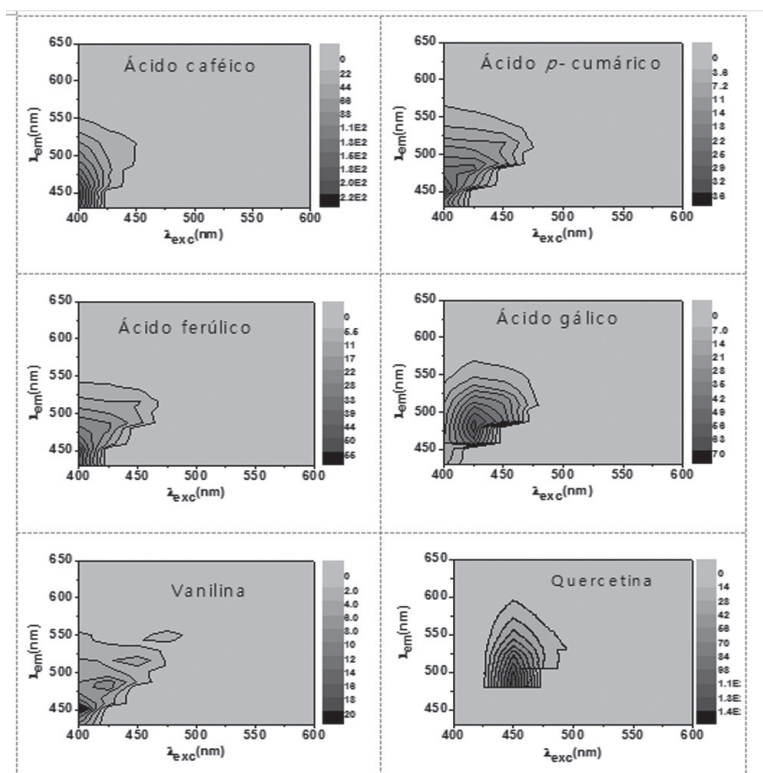 Ácido caféico
650
600
550
500
450
λem(nm)
400 450 500 550 600
λexc(nm)
0
22
44
66
88
1.1E2
1.3E2
1.5E2
1.8E2
2.0E2
2.2E2
Ácido p- cumárico
650
600
550
500
450
λem(nm)
400 450 500 550 600
λexc(nm)
0
3.6
7.2
11
14
18
22
25
29
32
36
Ácido ferúlico
650
600
550
500
450
λem(nm)
400 450 500 550 600
λexc(nm)
0
5.5
11
17
22
28
33
39
44
50
55
Ácido gálico
650
600
550
500
450
λem(nm)
400 450 500 550 600
λexc(nm)
0
7.0
14
21
28
35
42
49
56
63
70
Vanilina
650
600
550
500
450
λem(nm)
400 450 500 550 600
λexc(nm)
0
2.0
4.0
6.0
8.0
10
12
14
16
18
20
Quercetina
650
600
550
500
450
λem(nm)
400 450 500 550 600
λexc(nm)
0
14
28
42
56
70
84
98
1.1E
1.3E
1.4E